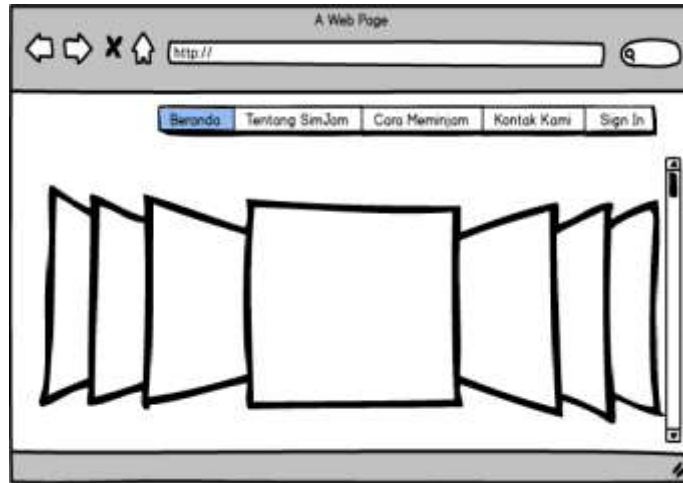 A Web Page
http://
Beranda Tentang SimJam Cara Meminjam Kontak Kami Sign In